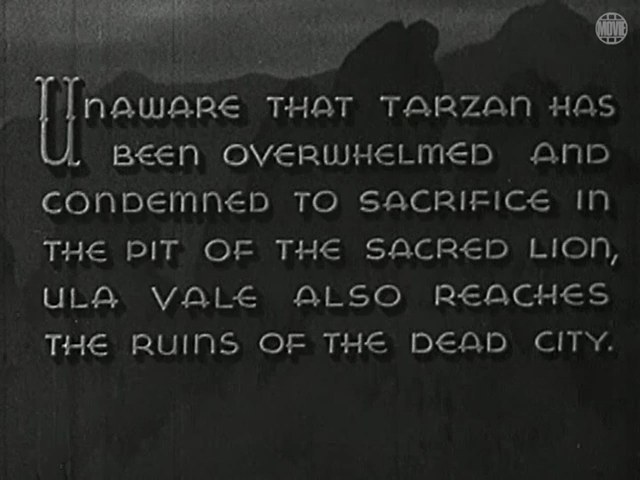 MOVIE
UNAWARE THAT TARZAN HAS
BEEN OVERWHELMED AND
CONDEMNED TO SACRIFICE IN
THE PIT OF THE SACRED LION,
ULA VALE ALSO REACHES
THE RUINS OF THE DEAD CITY.